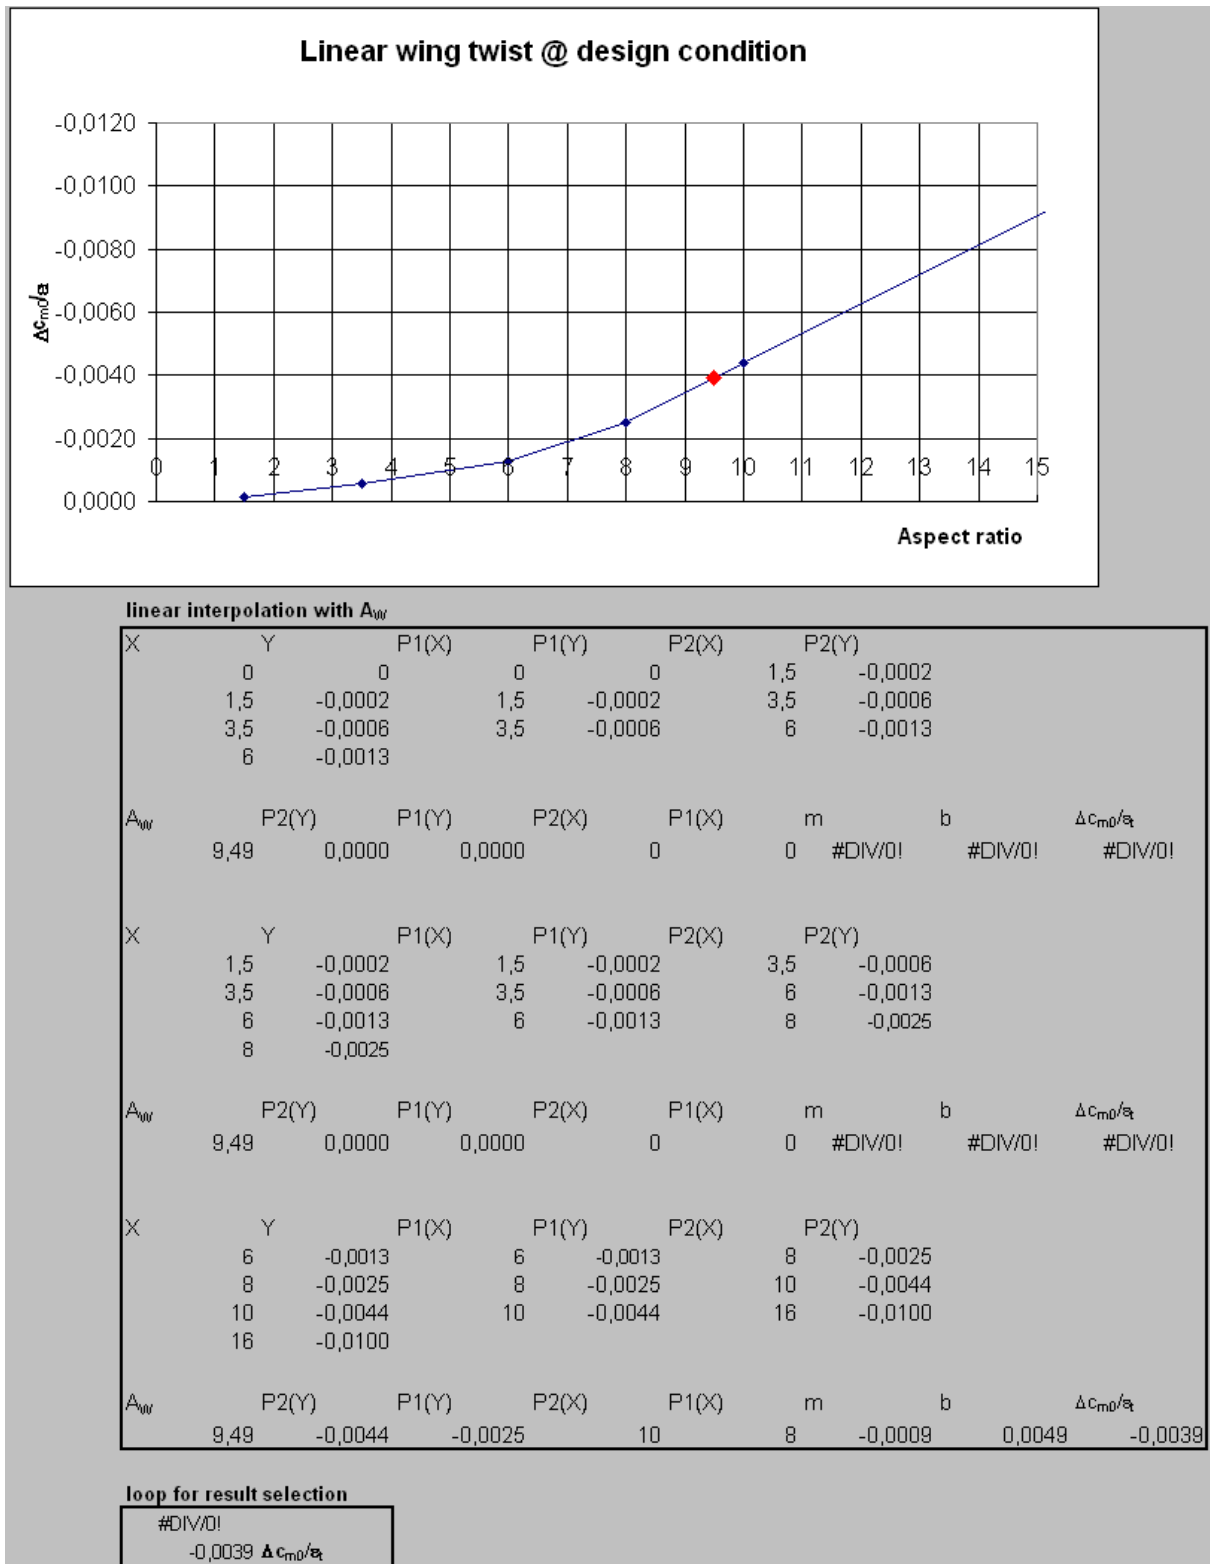 Linear wing twist @ design condition
-0,0120
-0,0100
-0,0080
-0,0060
-0,0040
-0,0020
0,0000
Δcm0/εt
0 1 2 3 4 5 6 7 8 9 10 11 12 13 14 15
Aspect ratio
linear interpolation with AW
X Y P1(X) P1(Y) P2(X) P2(Y)
0 0 0 0 1,5 -0,0002
1,5 -0,0002 1,5 -0,0002 3,5 -0,0006
3,5 -0,0006 3,5 -0,0006 6 -0,0013
6 -0,0013
AW P2(Y) P1(Y) P2(X) P1(X) m b Δcm0/εt
9,49 0,0000 0,0000 0 0 #DIV/0! #DIV/0! #DIV/0!
X Y P1(X) P1(Y) P2(X) P2(Y)
1,5 -0,0002 1,5 -0,0002 3,5 -0,0006
3,5 -0,0006 3,5 -0,0006 6 -0,0013
6 -0,0013 6 -0,0013 8 -0,0025
8 -0,0025
AW P2(Y) P1(Y) P2(X) P1(X) m b Δcm0/εt
9,49 0,0000 0,0000 0 0 #DIV/0! #DIV/0! #DIV/0!
X Y P1(X) P1(Y) P2(X) P2(Y)
6 -0,0013 6 -0,0013 8 -0,0025
8 -0,0025 8 -0,0025 10 -0,0044
10 -0,0044 10 -0,0044 16 -0,0100
16 -0,0100
AW P2(Y) P1(Y) P2(X) P1(X) m b Δcm0/εt
9,49 -0,0044 -0,0025 10 8 -0,0009 0,0049 -0,0039
loop for result selection
#DIV/0!
-0,0039 Δcm0/εt